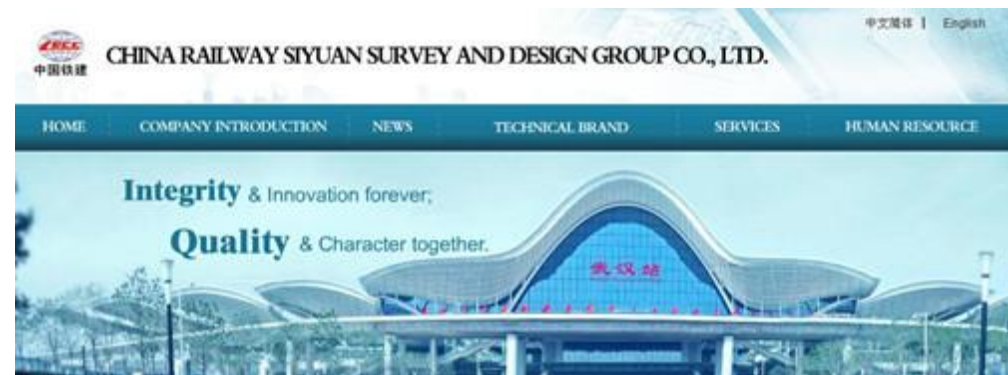 中文简体 | English
CRCC
中国铁建
CHINA RAILWAY SIYUAN SURVEY AND DESIGN GROUP CO., LTD.
HOME COMPANY INTRODUCTION NEWS TECHNICAL BRAND SERVICES HUMAN RESOURCE
Integrity & Innovation forever;
Quality & Character together.
武汉站